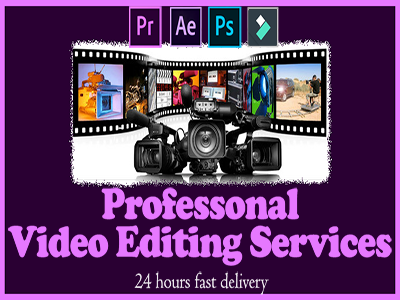 Pr Ae Ps
Professonal
Video Editing Services
24 hours fast delivery